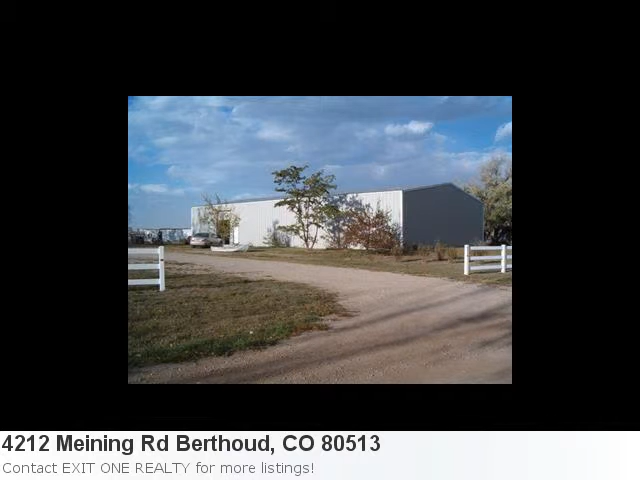 4212 Meining Rd Berthoud, CO 80513
Contact EXIT ONE REALTY for more listings!